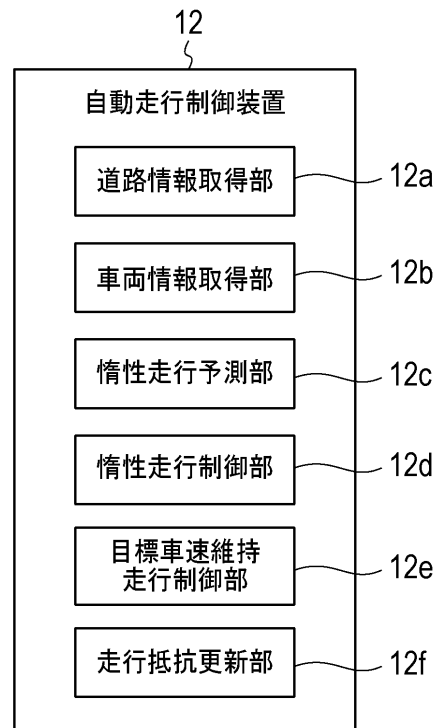 12
自動走行制御装置
道路情報取得部
12a
車両情報取得部
12b
惰性走行予測部
12c
惰性走行制御部
12d
目標車速維持
走行制御部
12e
走行抵抗更新部
12f